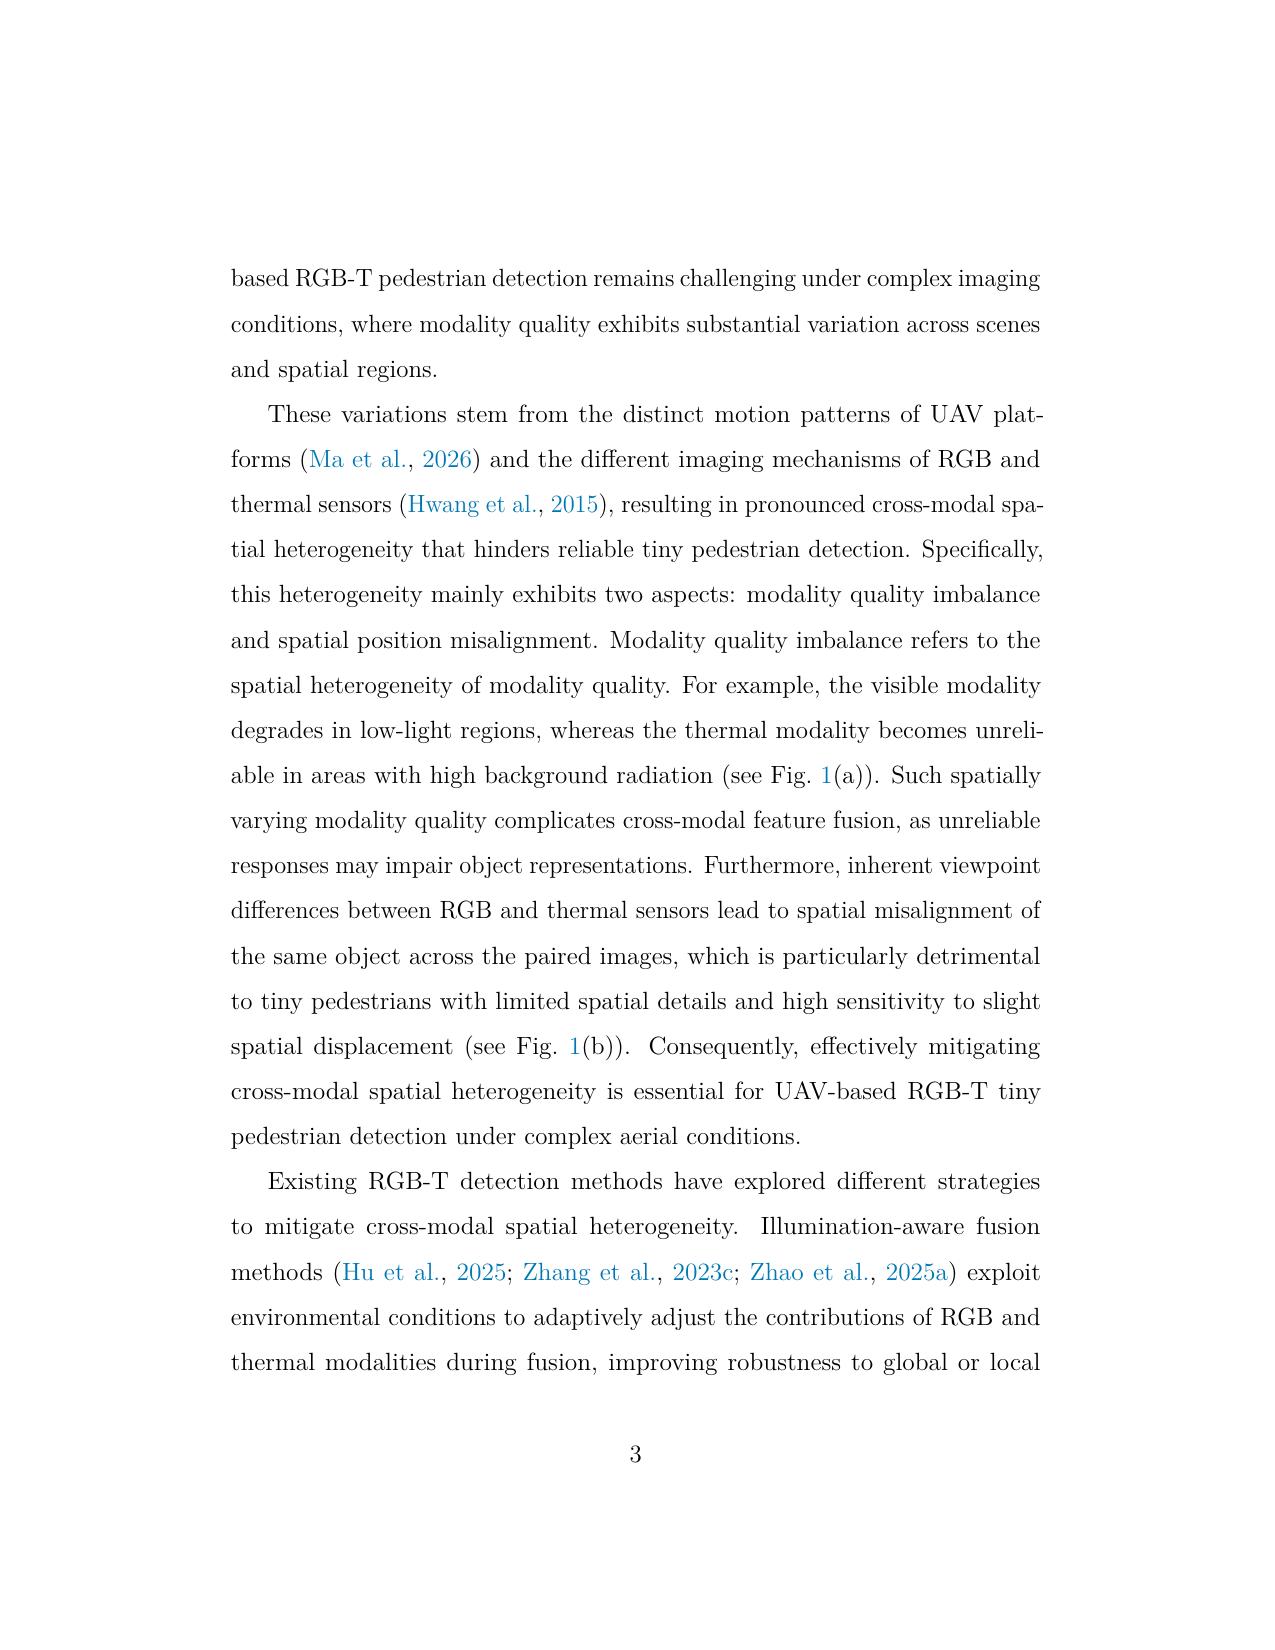 based RGB-T pedestrian detection remains challenging under complex imaging
conditions, where modality quality exhibits substantial variation across scenes
and spatial regions.
These variations stem from the distinct motion patterns of UAV plat-
forms (Ma et al., 2026) and the different imaging mechanisms of RGB and
thermal sensors (Hwang et al., 2015), resulting in pronounced cross-modal spa-
tial heterogeneity that hinders reliable tiny pedestrian detection. Specifically,
this heterogeneity mainly exhibits two aspects: modality quality imbalance
and spatial position misalignment. Modality quality imbalance refers to the
spatial heterogeneity of modality quality. For example, the visible modality
degrades in low-light regions, whereas the thermal modality becomes unreli-
able in areas with high background radiation (see Fig. 1(a)). Such spatially
varying modality quality complicates cross-modal feature fusion, as unreliable
responses may impair object representations. Furthermore, inherent viewpoint
differences between RGB and thermal sensors lead to spatial misalignment of
the same object across the paired images, which is particularly detrimental
to tiny pedestrians with limited spatial details and high sensitivity to slight
spatial displacement (see Fig. 1(b)). Consequently, effectively mitigating
cross-modal spatial heterogeneity is essential for UAV-based RGB-T tiny
pedestrian detection under complex aerial conditions.
Existing RGB-T detection methods have explored different strategies
to mitigate cross-modal spatial heterogeneity. Illumination-aware fusion
methods (Hu et al., 2025; Zhang et al., 2023c; Zhao et al., 2025a) exploit
environmental conditions to adaptively adjust the contributions of RGB and
thermal modalities during fusion, improving robustness to global or local
3